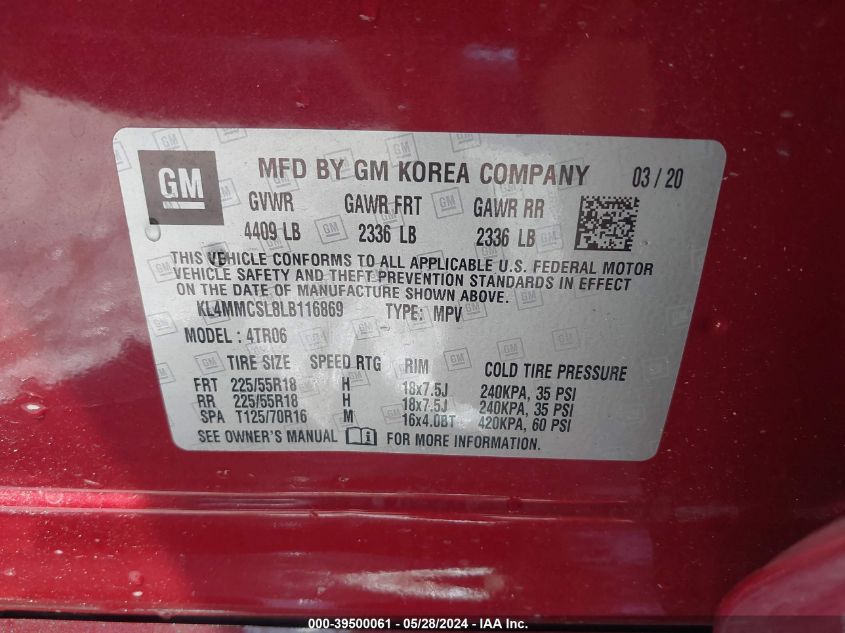 GM
MFD BY GM KOREA COMPANY 03/20
GVWR GAWR FRT GAWR RR
4409 LB 2336 LB 2336 LB
THIS VEHICLE CONFORMS TO ALL APPLICABLE U.S. FEDERAL MOTOR
VEHICLE SAFETY AND THEFT PREVENTION STANDARDS IN EFFECT
ON THE DATE OF MANUFACTURE SHOWN ABOVE.
KL4MMCSL8LB116869 TYPE: MPV
MODEL: 4TR06
TIRE SIZE SPEED RTG RIM COLD TIRE PRESSURE
FRT 225/55R18 H 18x7.5J 240KPA, 35 PSI
RR 225/55R18 H 18x7.5J 240KPA, 35 PSI
SPA T125/70R16 M 16x4.0BT 420KPA, 60 PSI
SEE OWNER'S MANUAL FOR MORE INFORMATION.
000-39500061 - 05/28/2024 - IAA Inc.